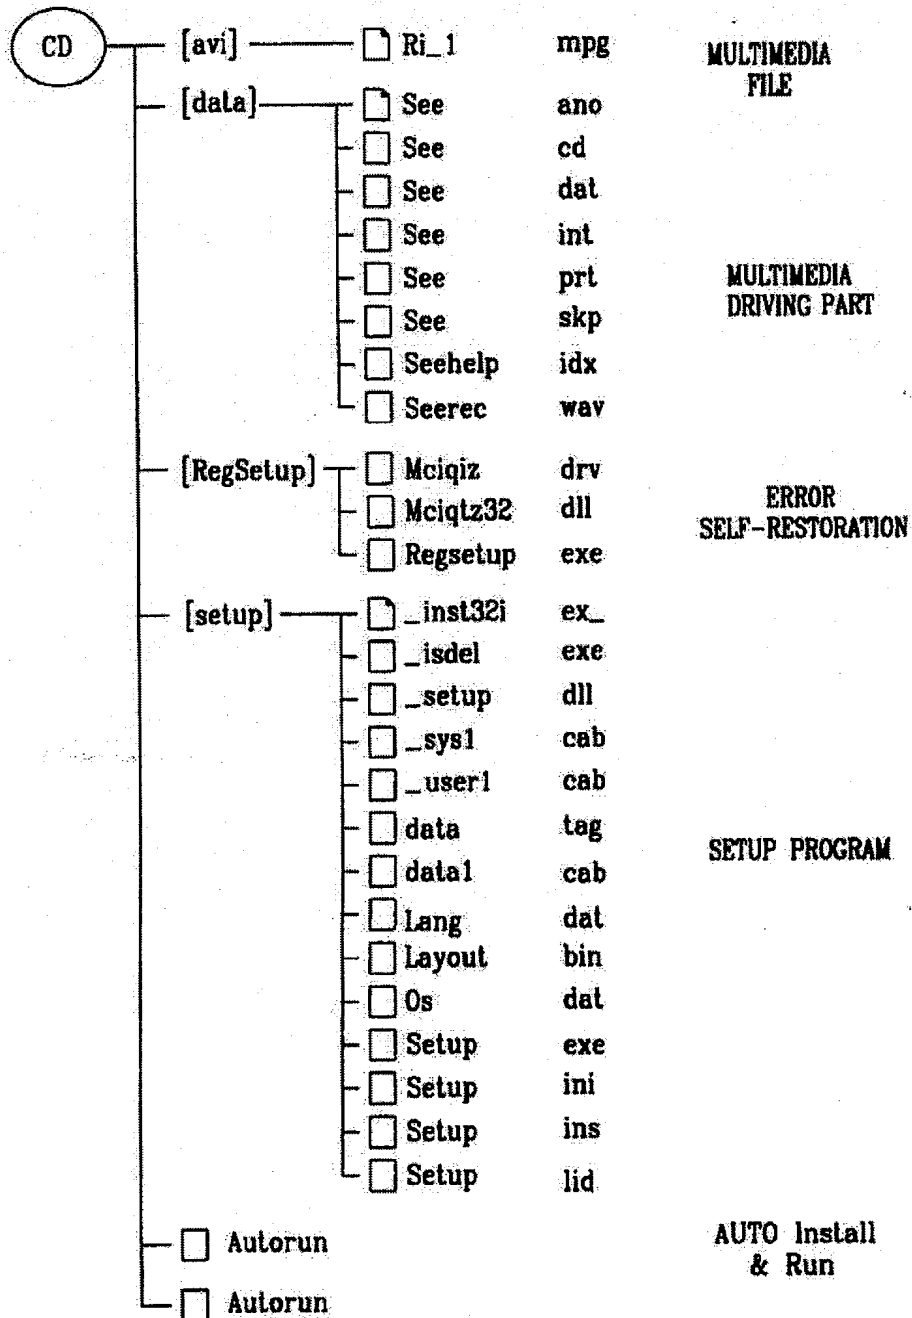 CD [avi] Ri_1 mpg MULTIMEDIA
FILE
[data] See ano
See cd
See dat
See int
See prt MULTIMEDIA
DRIVING PART
See skp
Seehelp idx
Seerec wav
[RegSetup] Mciqiz drv
ERROR
SELF-RESTORATION
Mciqtz32 dll
Regsetup exe
[setup] _inst32i ex_
_isdel exe
_setup dll
_sys1 cab
_user1 cab
data tag
SETUP PROGRAM
data1 cab
Lang dat
Layout bin
Os dat
Setup exe
Setup ini
Setup ins
Setup lid
Autorun AUTO Install
& Run
Autorun